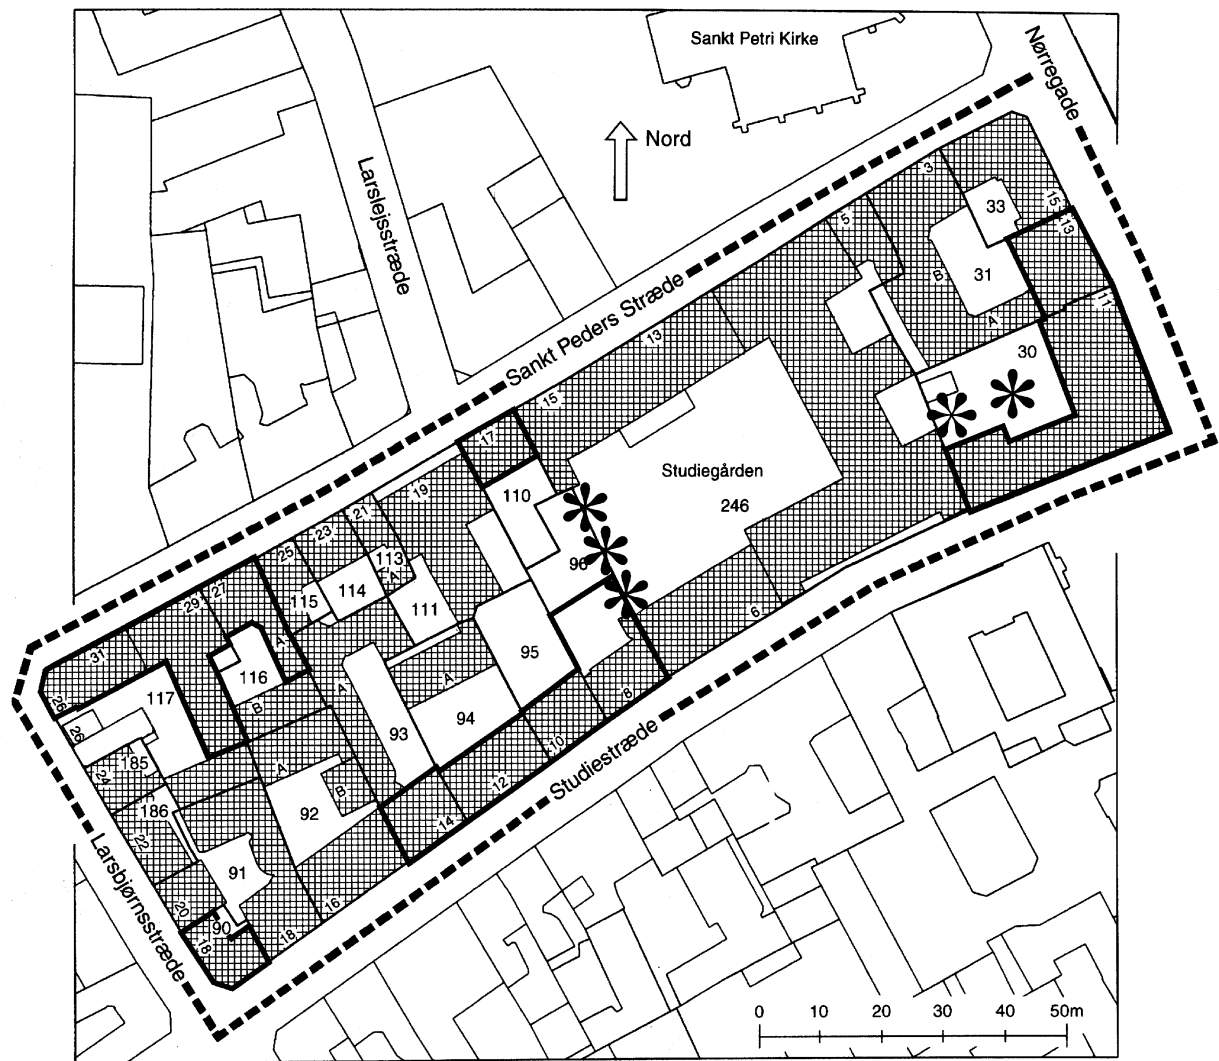 Sankt Petri Kirke
Nørregade
Nord
Larslejsstræde
3
5
33
15
13
31
B
A
11
Sankt Peders Stræde
13
30
15
17
Studiegården
246
110
19
21
23
25
113
A
114
115
111
96
6
27
29
A
31
116
95
117
B
A
A
8
26
26
94
93
10
Studiestræde
185
24
A
12
B
186
92
14
22
91
16
20
90
18
18
Larsbjørnsstræde
0 10 20 30 40 50m